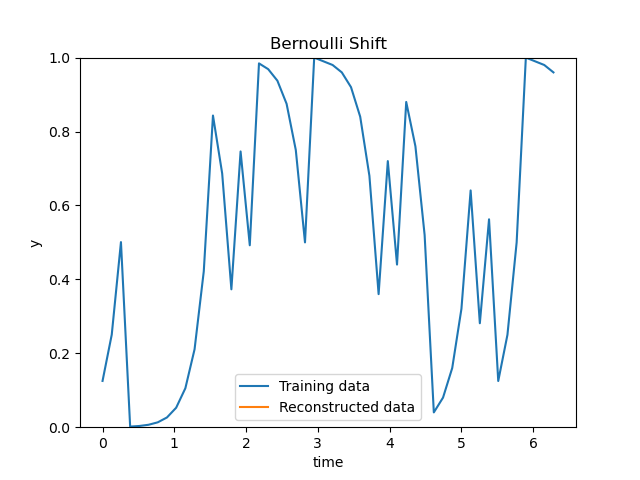 Bernoulli Shift
1.0
0.8
0.6
0.4
0.2
0.0
y
Training data
Reconstructed data
0 1 2 3 4 5 6
time